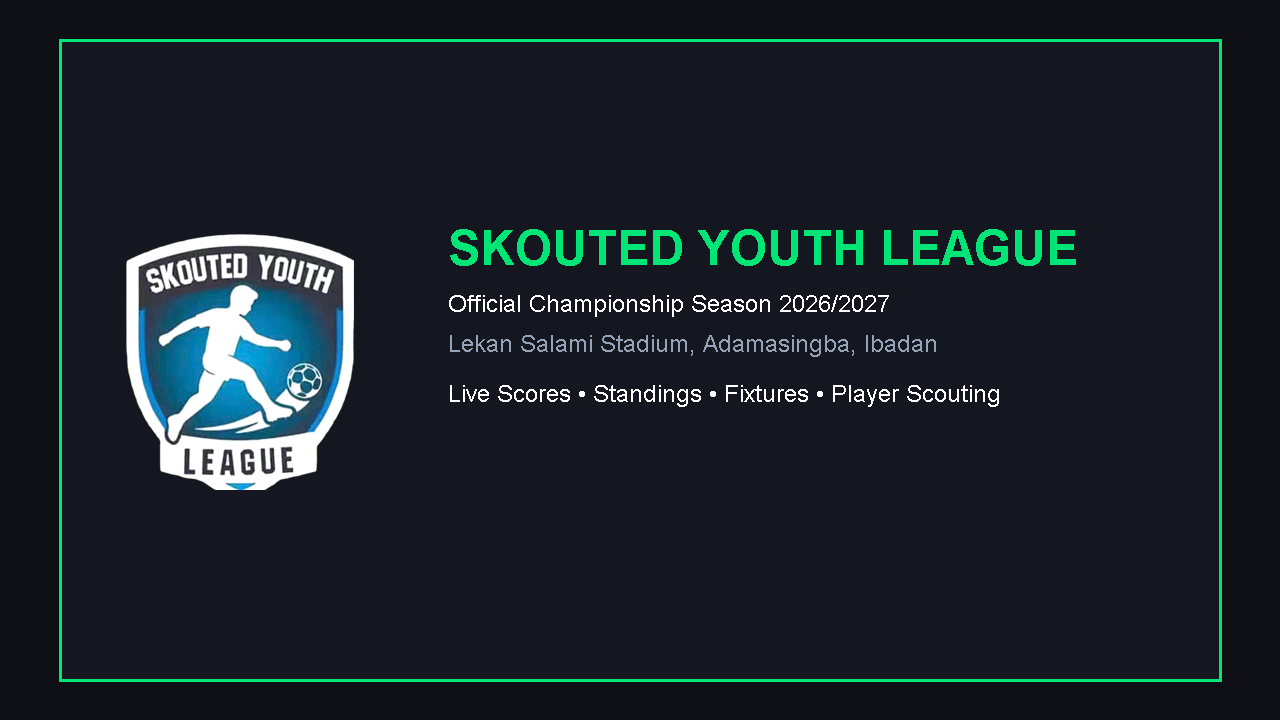 SKOUTED YOUTH
LEAGUE
SKOUTED YOUTH LEAGUE
Official Championship Season 2026/2027
Lekan Salami Stadium, Adamasingba, Ibadan
Live Scores • Standings • Fixtures • Player Scouting